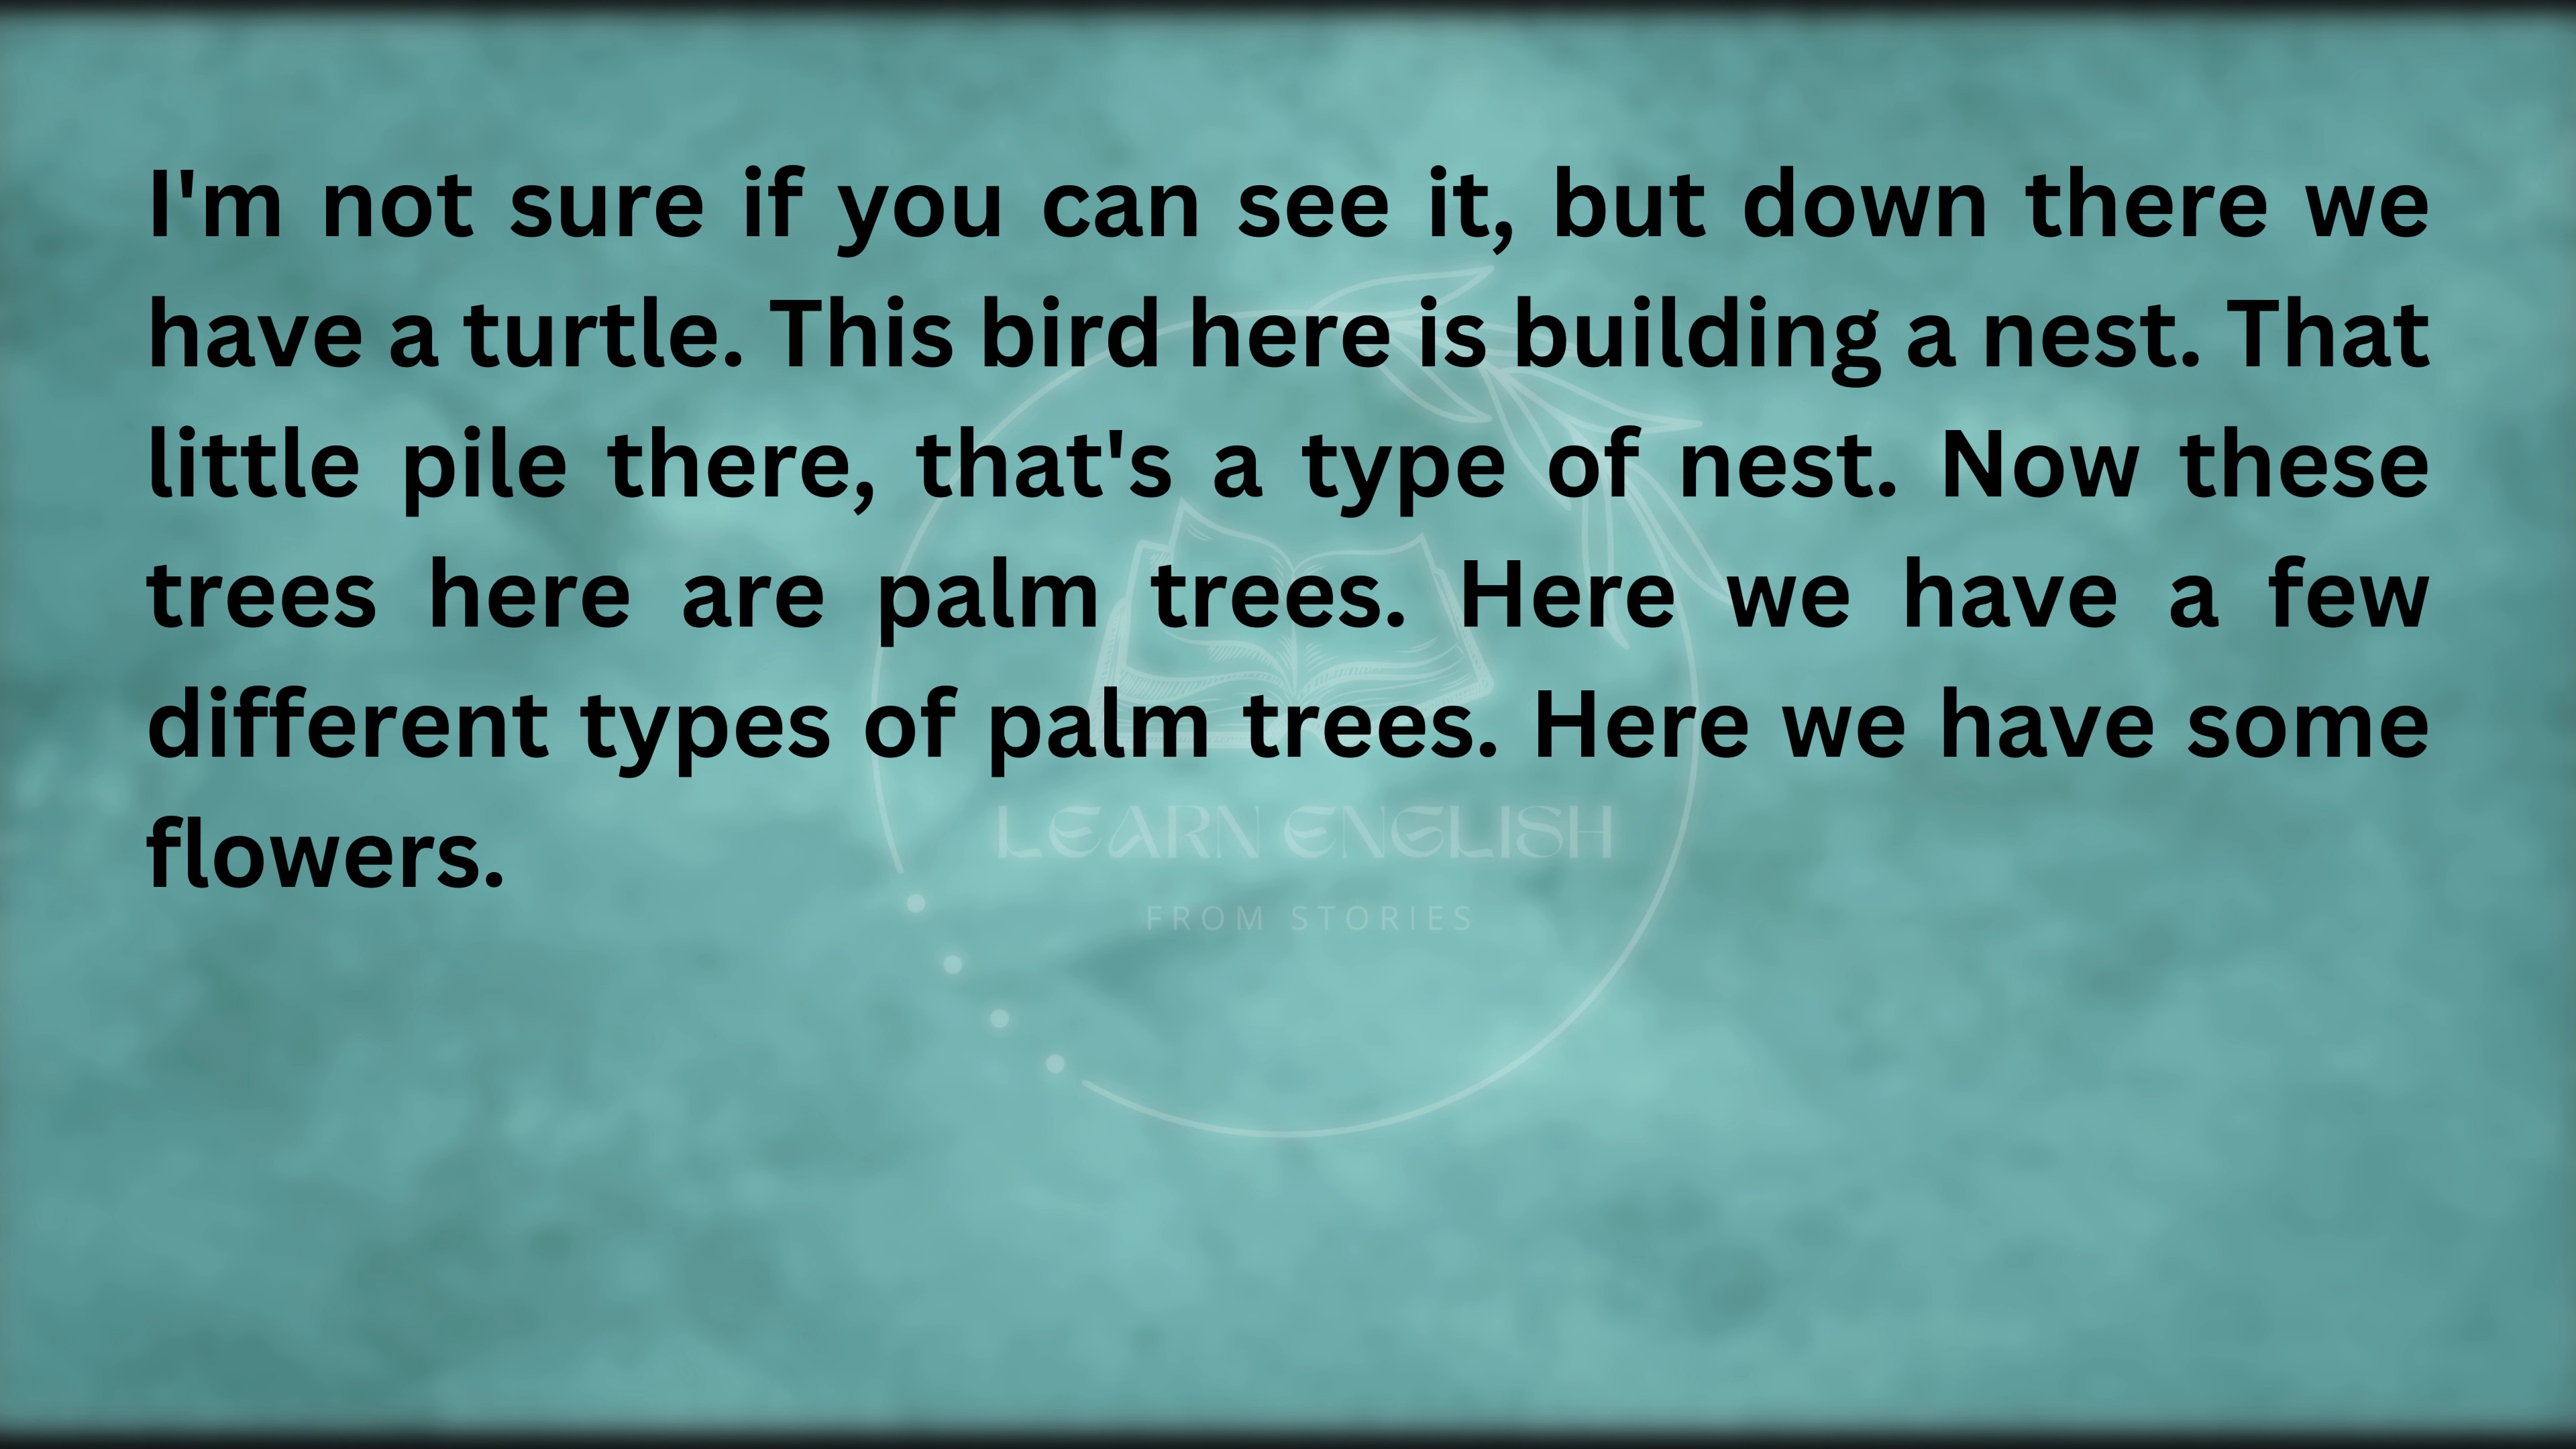 I'm not sure if you can see it, but down there we
have a turtle. This bird here is building a nest. That
little pile there, that's a type of nest. Now these
trees here are palm trees. Here we have a few
different types of palm trees. Here we have some
flowers.
LEARN ENGLISH
FROM STORIES